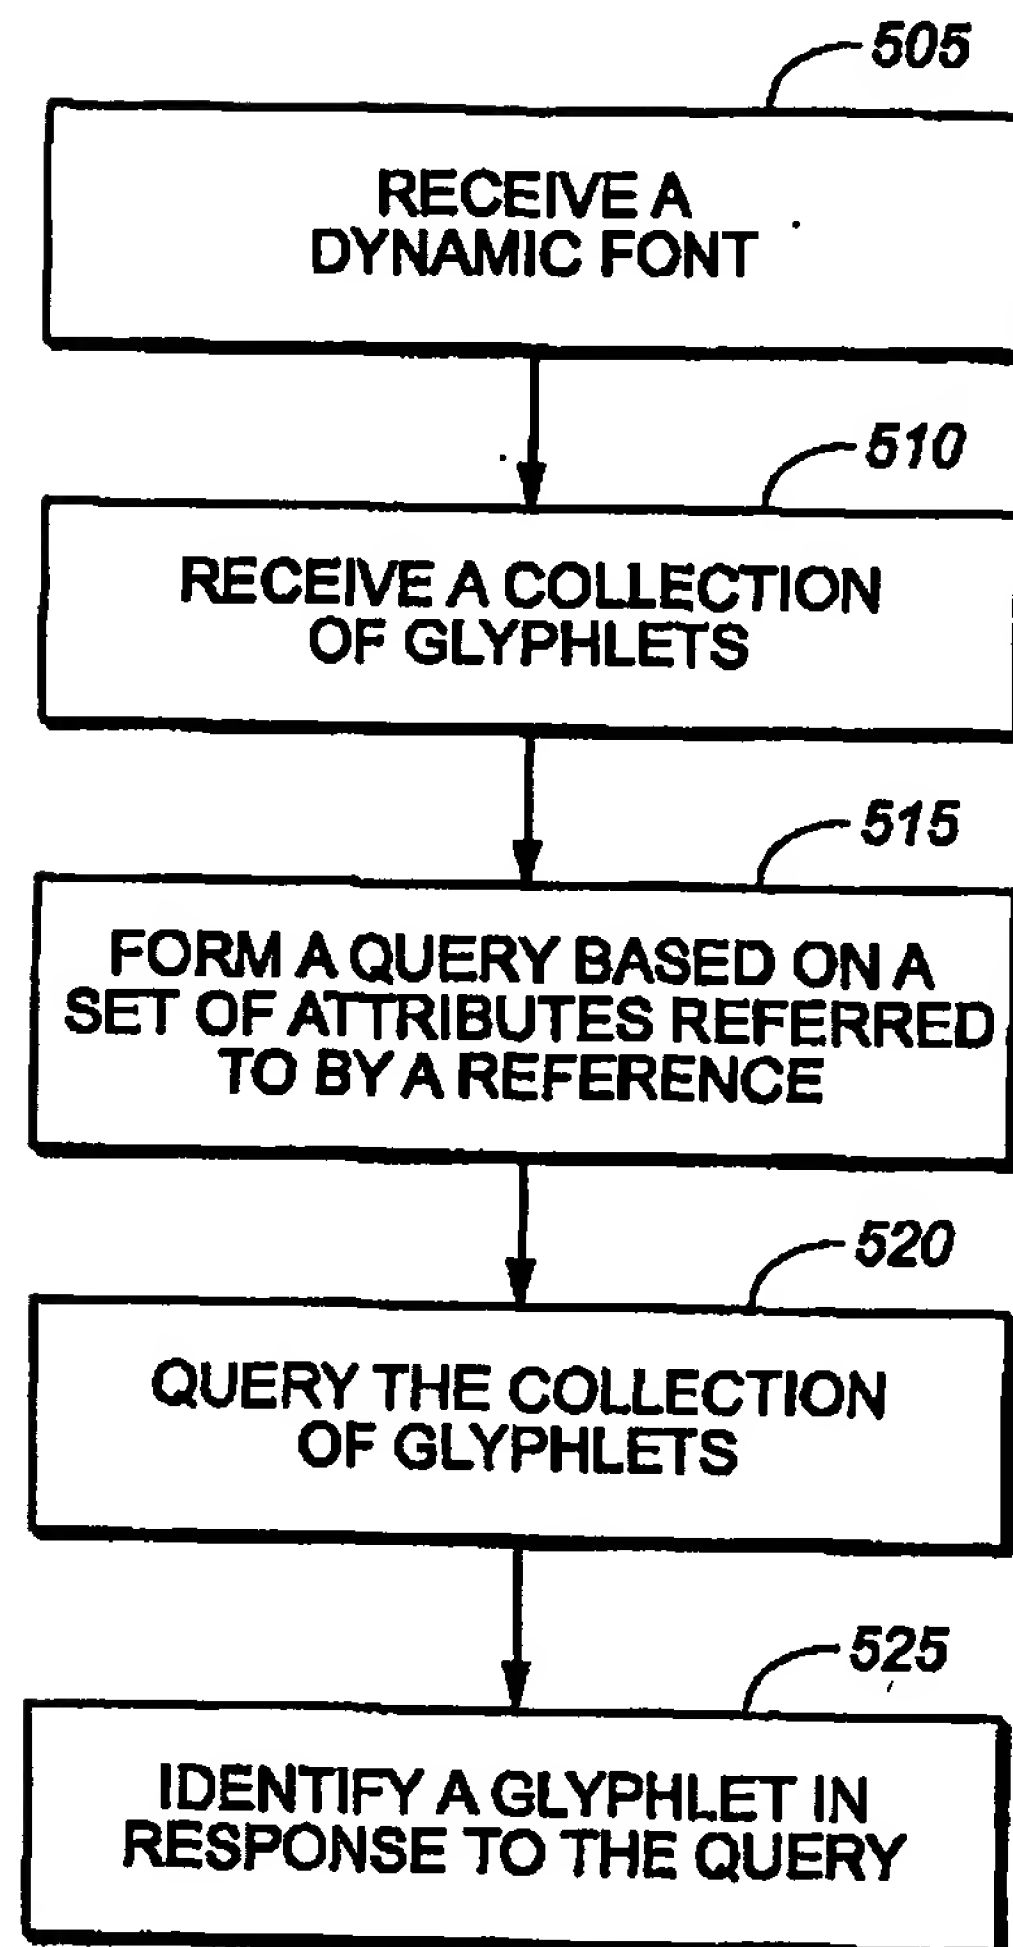 505
RECEIVE A
DYNAMIC FONT
510
RECEIVE A COLLECTION
OF GLYPHLETS
515
FORM A QUERY BASED ON A
SET OF ATTRIBUTES REFERRED
TO BY A REFERENCE
520
QUERY THE COLLECTION
OF GLYPHLETS
525
IDENTIFY A GLYPHLET IN
RESPONSE TO THE QUERY